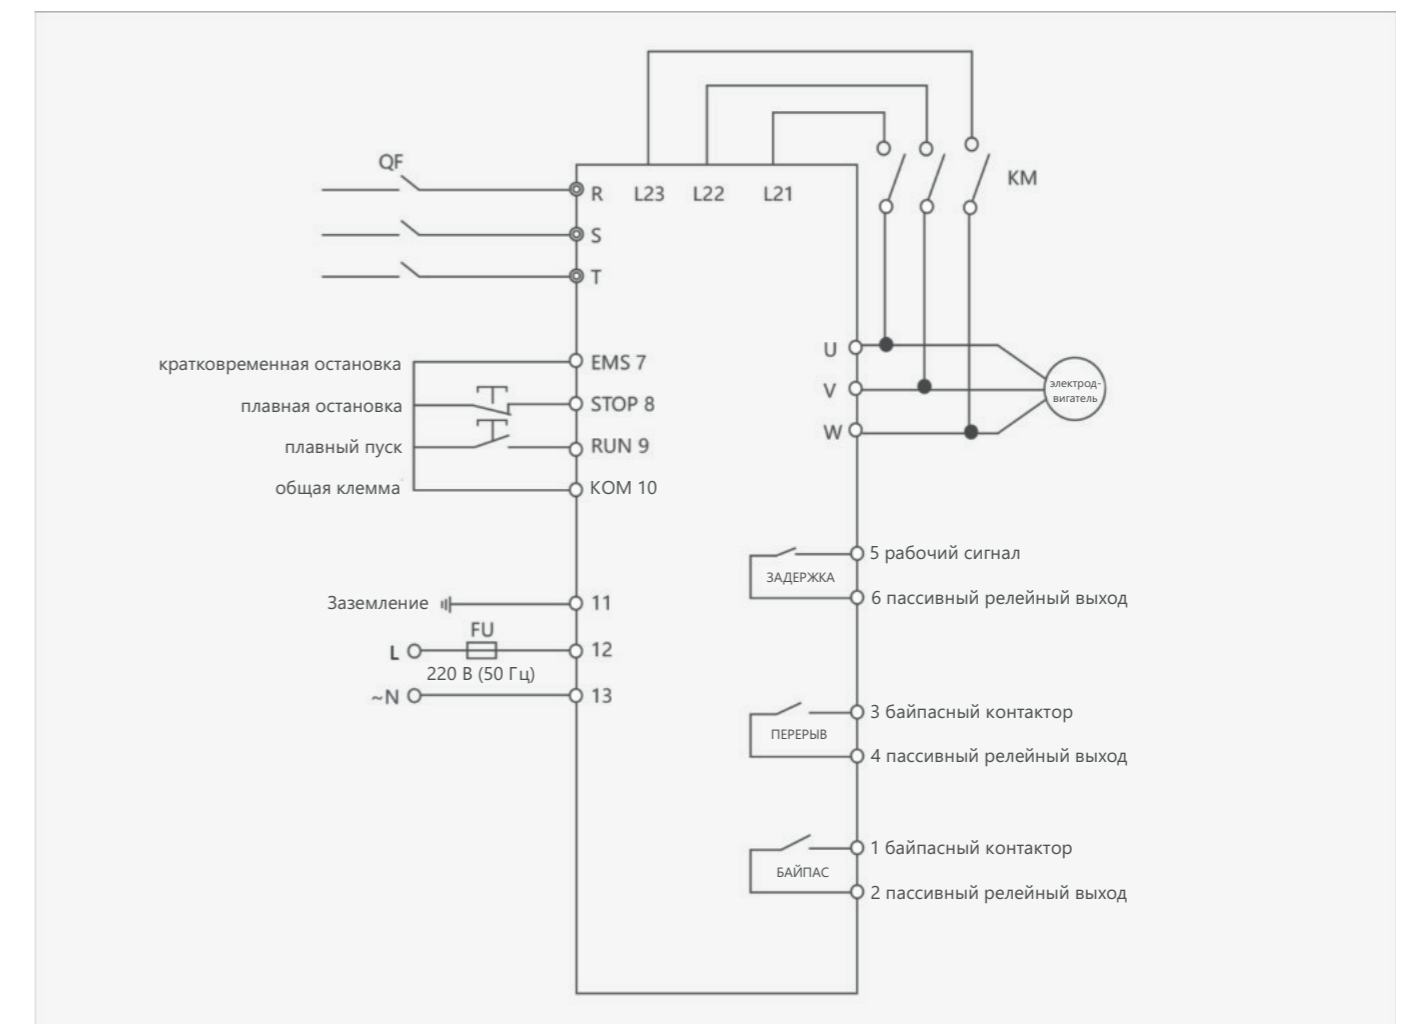 QF
R L23 L22 L21
KM
S
T
кратковременная остановка
EMS 7
плавная остановка
STOP 8
плавный пуск
RUN 9
общая клемма
КОМ 10
U
V
W
электрод-
вигатель
5 рабочий сигнал
ЗАДЕРЖКА
6 пассивный релейный выход
Заземление
11
FU
L
12
220 В (50 Гц)
~N
13
3 байпасный контактор
ПЕРЕРЫВ
4 пассивный релейный выход
1 байпасный контактор
БАЙПАС
2 пассивный релейный выход